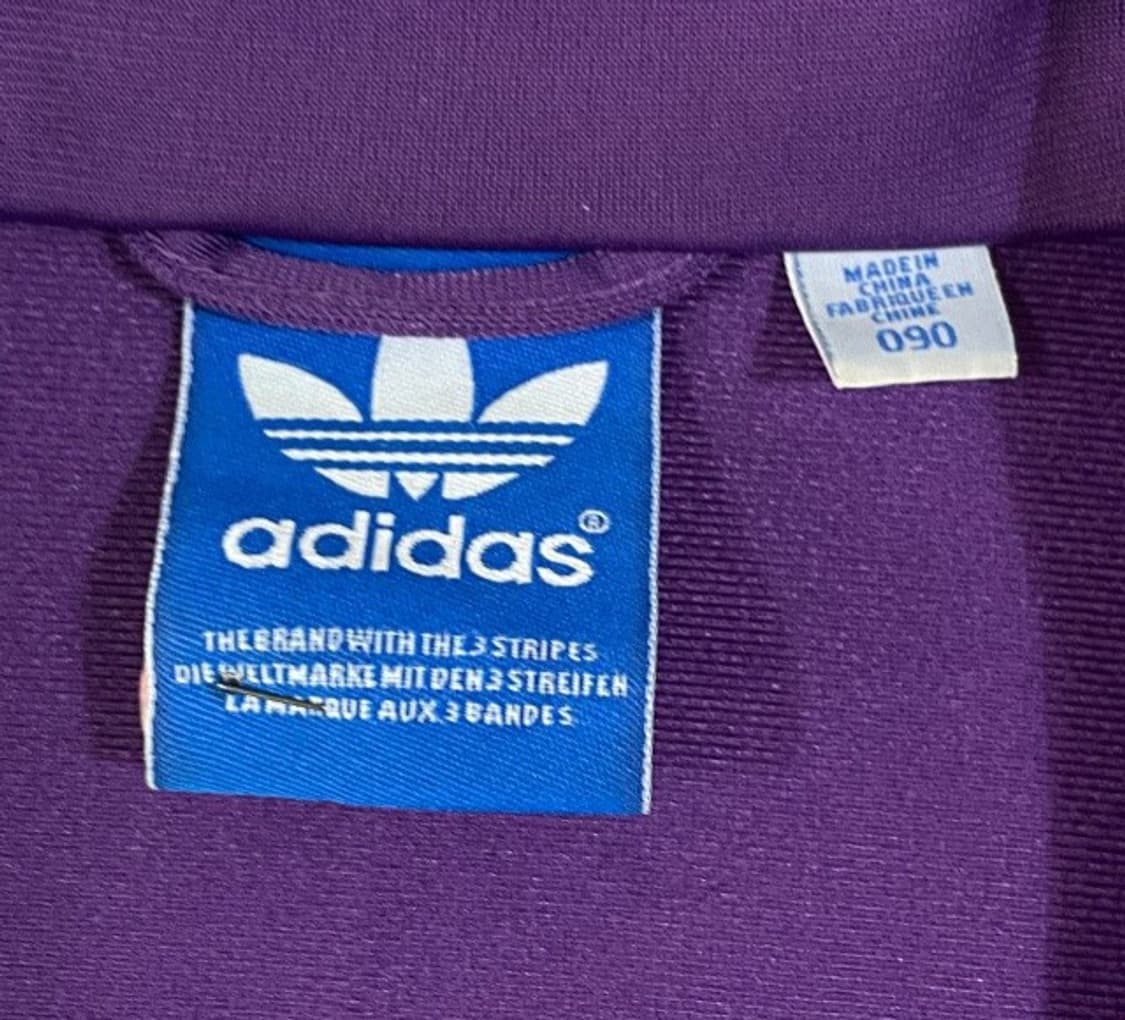 adidas®
THE BRAND WITH THE 3 STRIPES
DIE WELTMARKE MIT DEN 3 STREIFEN
LA MARQUE AUX 3 BANDES
MADE IN
CHINA
FABRIQUE EN
CHINE
090